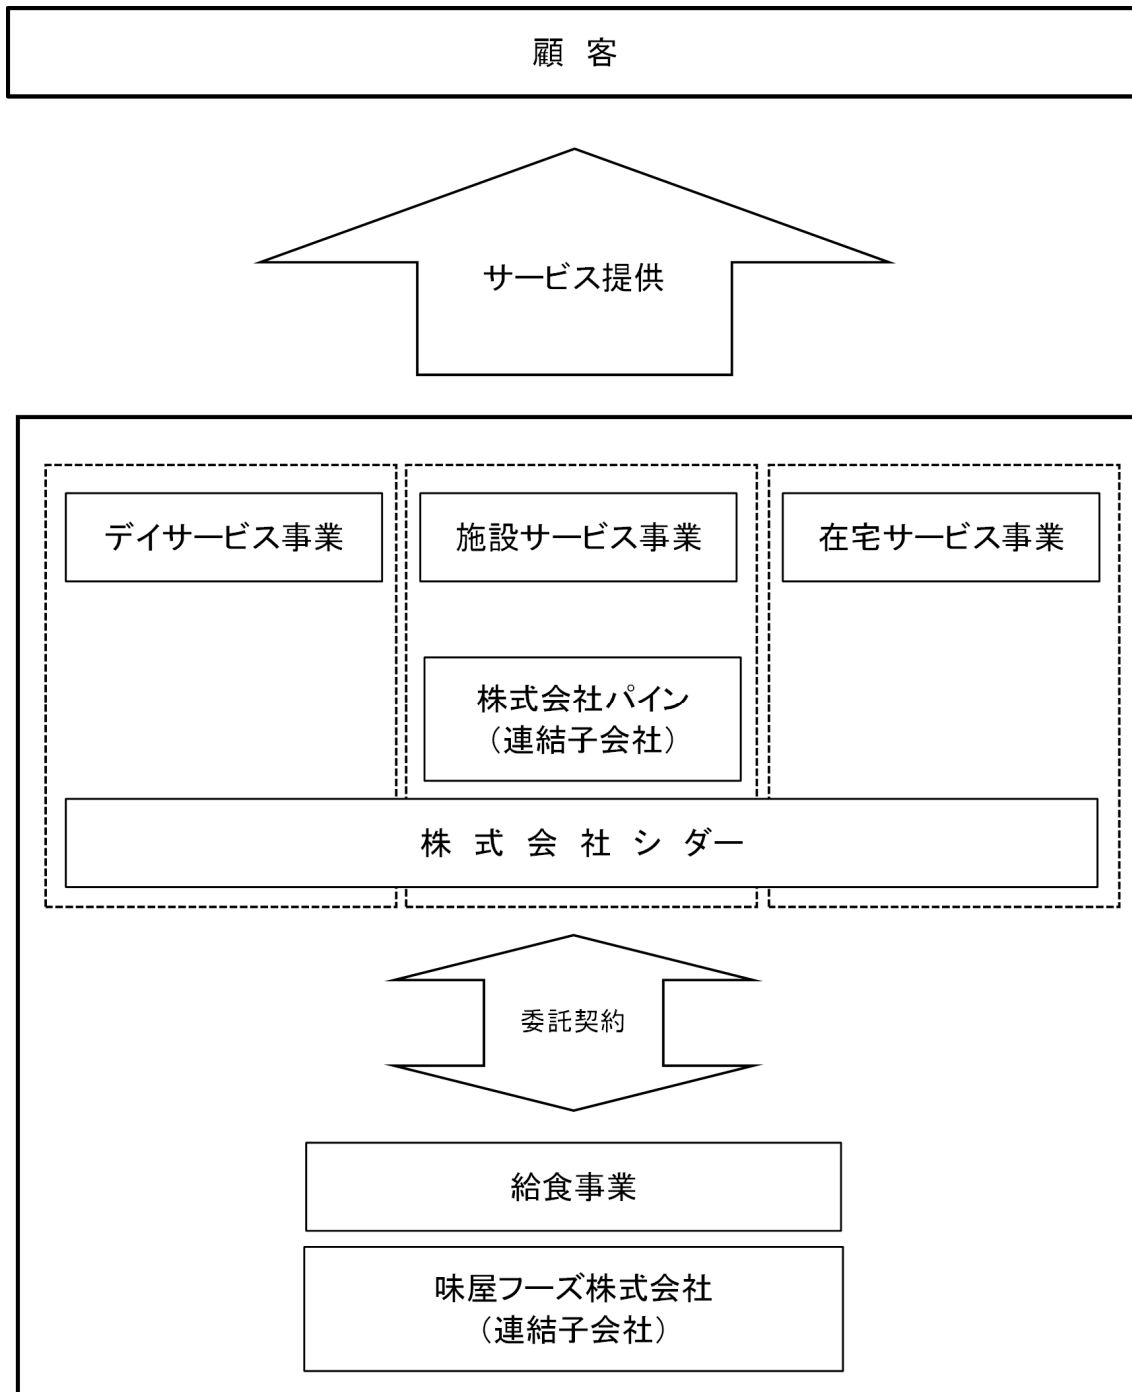 顧 客
サービス提供
デイサービス事業
施設サービス事業
在宅サービス事業
株式会社パイン
（連結子会社）
株 式 会 社 シ ダー
委託契約
給食事業
味屋フーズ株式会社
（連結子会社）